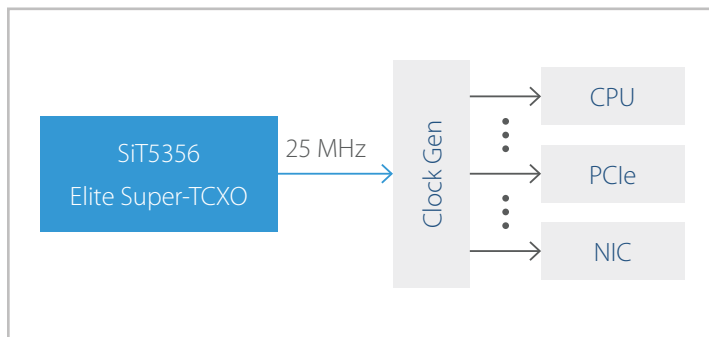 SiT5356
Elite Super-TCXO
25 MHz
Clock Gen
CPU
PCIe
NIC